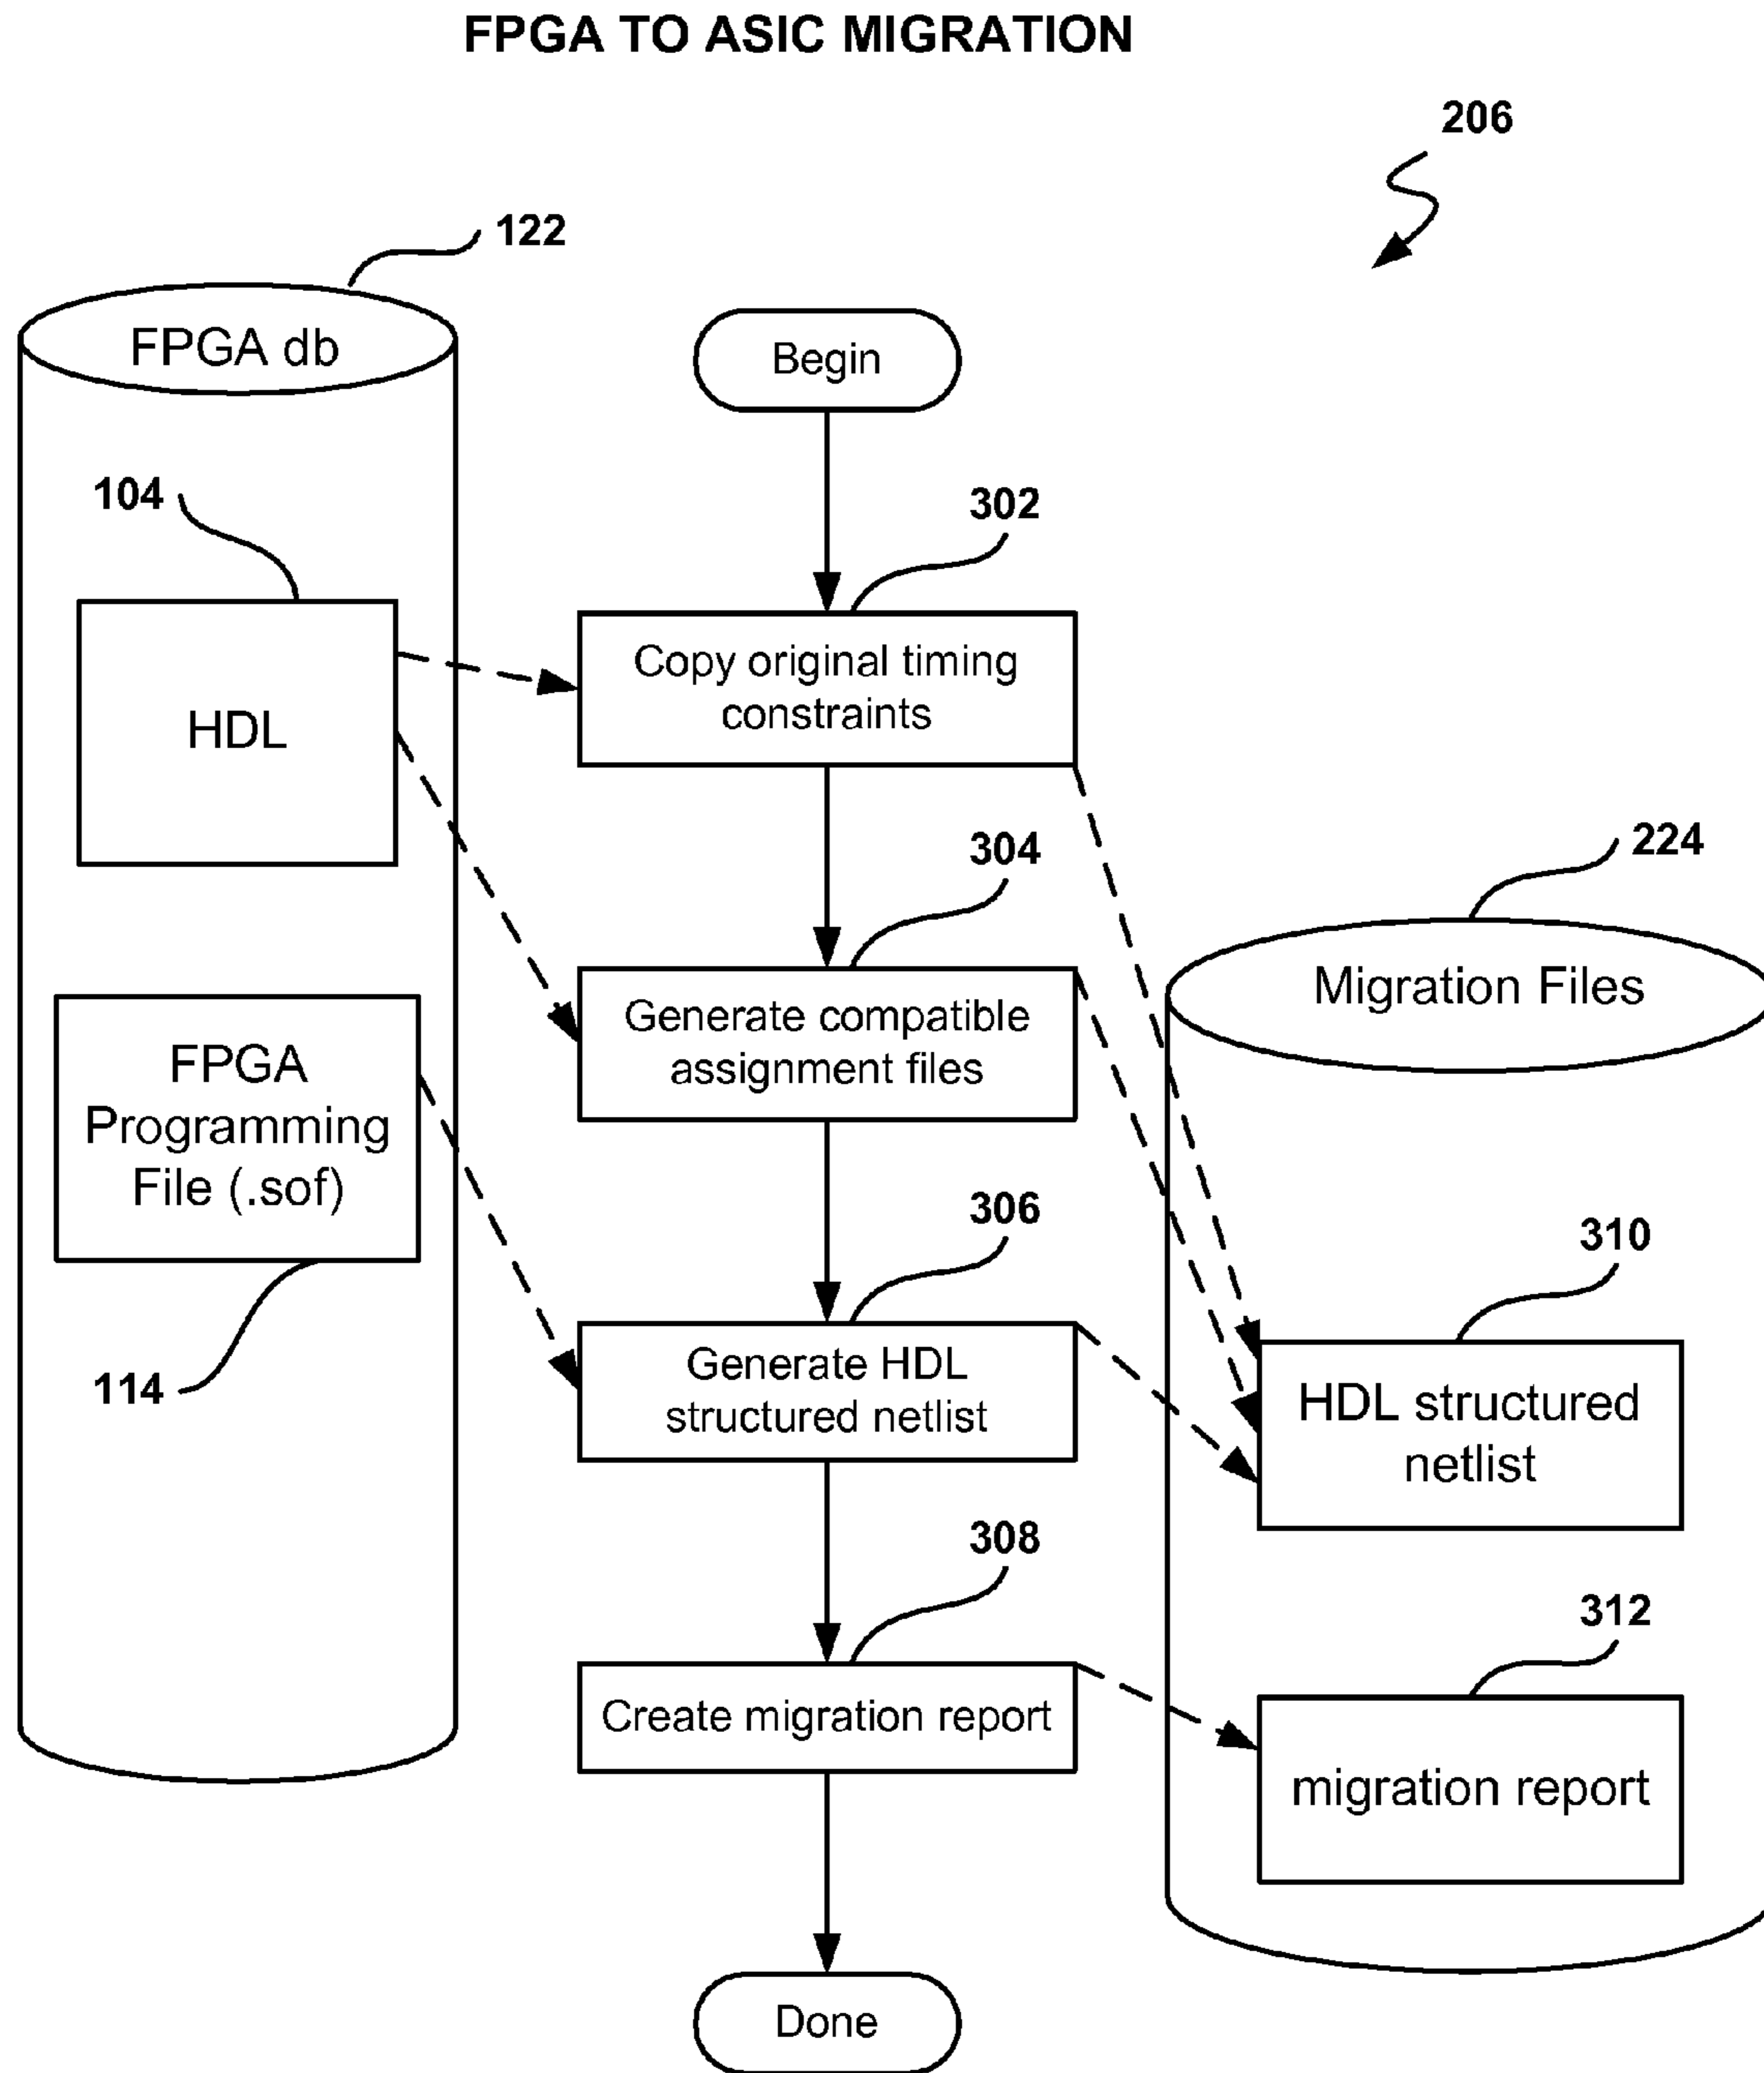 FPGA TO ASIC MIGRATION
206
122
FPGA db
Begin
104
302
HDL
Copy original timing
constraints
304
224
Generate compatible
assignment files
Migration Files
FPGA
Programming
File (.sof)
114
306
310
Generate HDL
structured netlist
HDL structured
netlist
308
312
Create migration report
migration report
Done